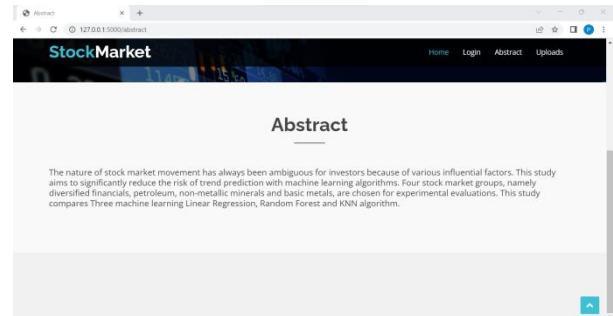 Abstract
127.0.0.1:5000/abstract
StockMarket
Home Login Abstract Uploads
Abstract
The nature of stock market movement has always been ambiguous for investors because of various influential factors. This study
aims to significantly reduce the risk of trend prediction with machine learning algorithms. Four stock market groups, namely
diversified financials, petroleum, non-metallic minerals and basic metals, are chosen for experimental evaluations. This study
compares Three machine learning Linear Regression, Random Forest and KNN algorithm.